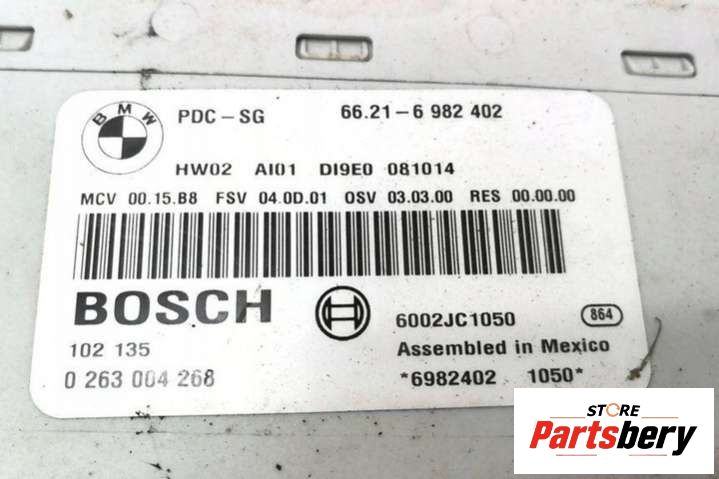 BMW
PDC-SG 66.21-6 982 402
HW02 AI01 DI9E0 081014
MCV 00.15.B8 FSV 04.0D.01 OSV 03.03.00 RES 00.00.00
BOSCH
6002JC1050 864
102 135 Assembled in Mexico
0 263 004 268 *6982402 1050*
STORE
Partsbery